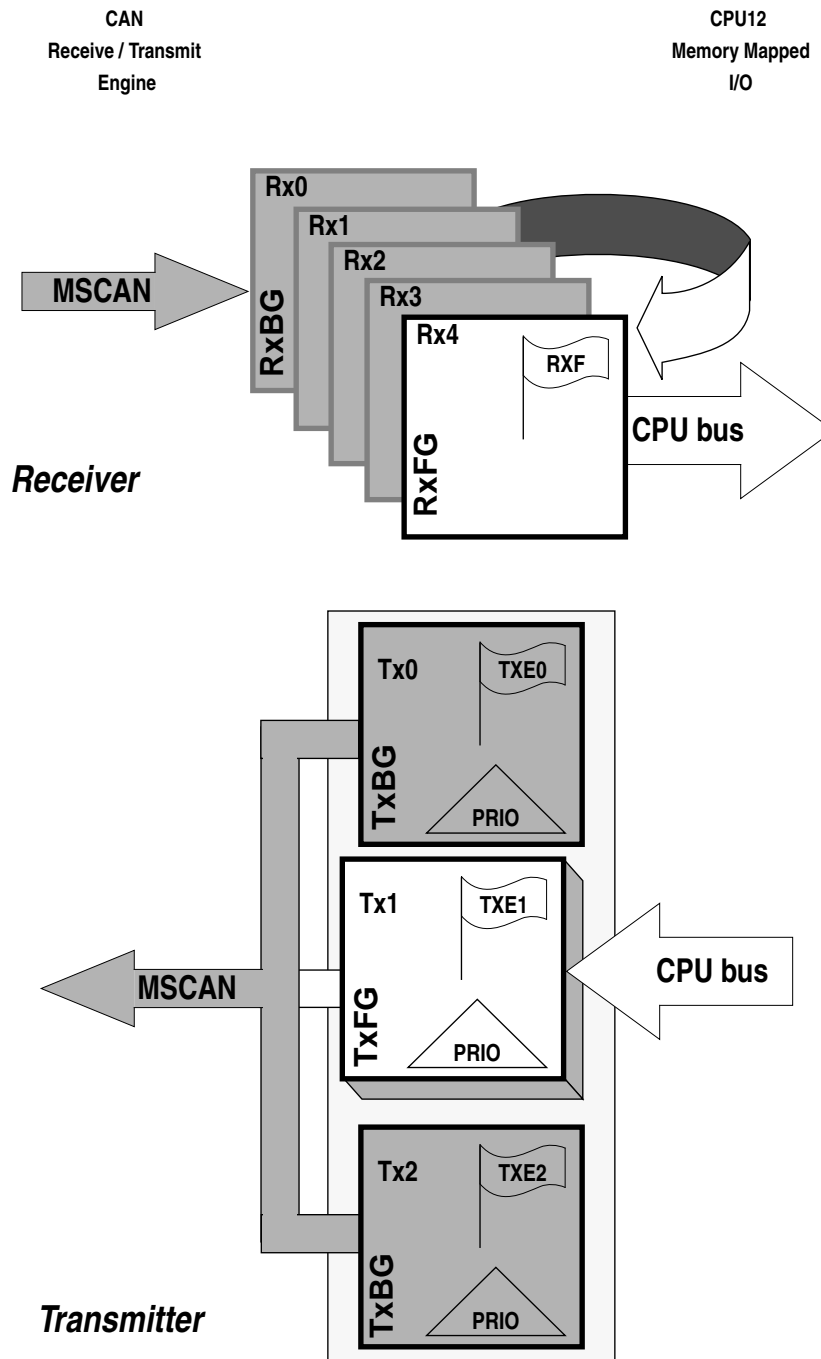 CAN
Receive / Transmit
Engine
CPU12
Memory Mapped
I/O
Rx0
Rx1
Rx2
Rx3
Rx4
RXF
RxBG
RxFG
MSCAN
CPU bus
Receiver
Tx0
TXE0
TxBG
PRIO
Tx1
TXE1
TxFG
PRIO
MSCAN
CPU bus
Tx2
TXE2
TxBG
PRIO
Transmitter